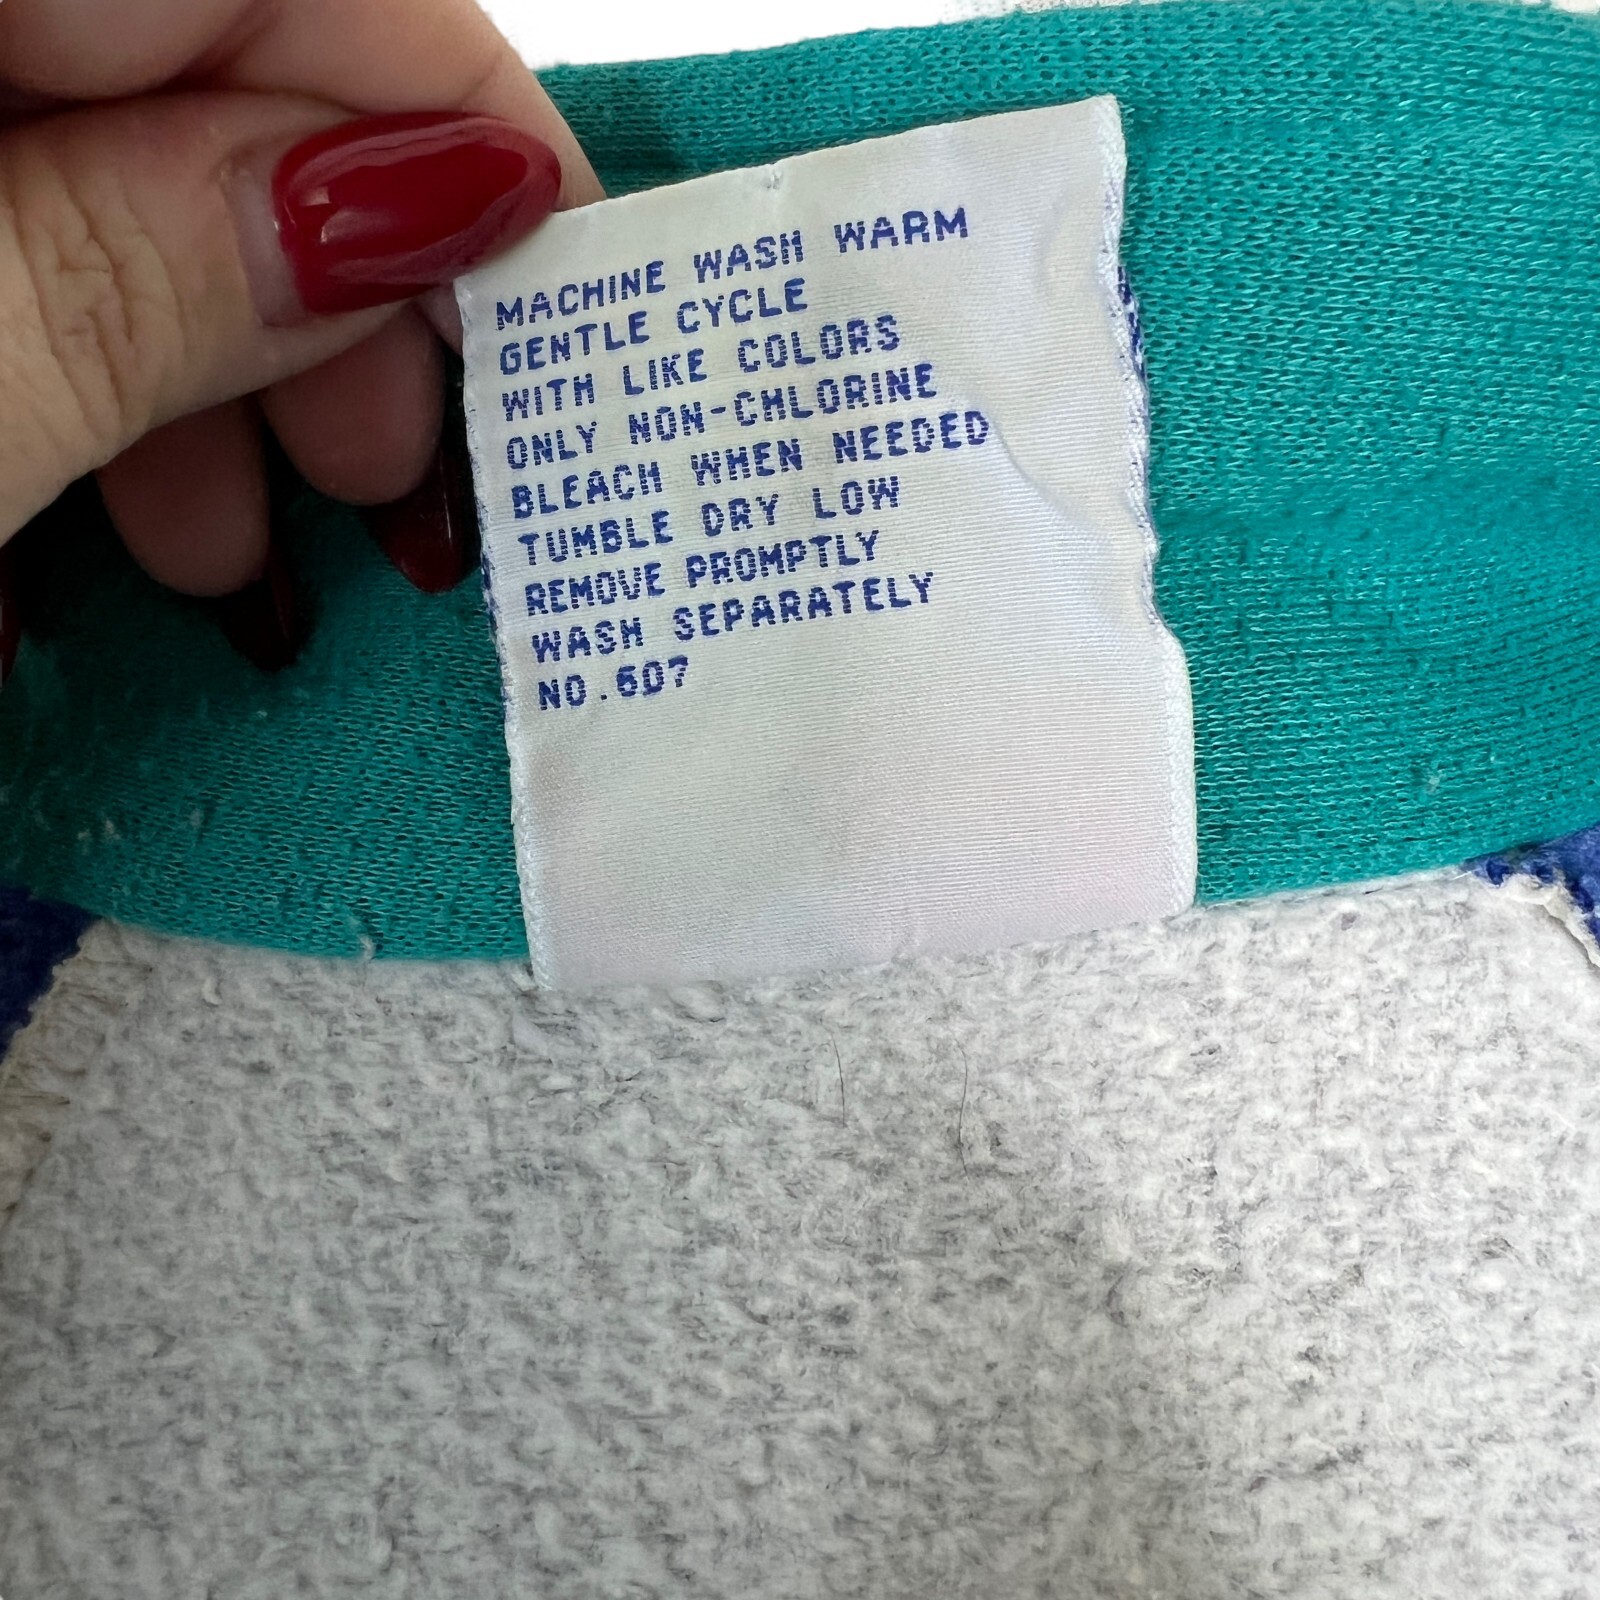 MACHINE WASH WARM
GENTLE CYCLE
WITH LIKE COLORS
ONLY NON-CHLORINE
BLEACH WHEN NEEDED
TUMBLE DRY LOW
REMOVE PROMPTLY
WASH SEPARATELY
NO.607